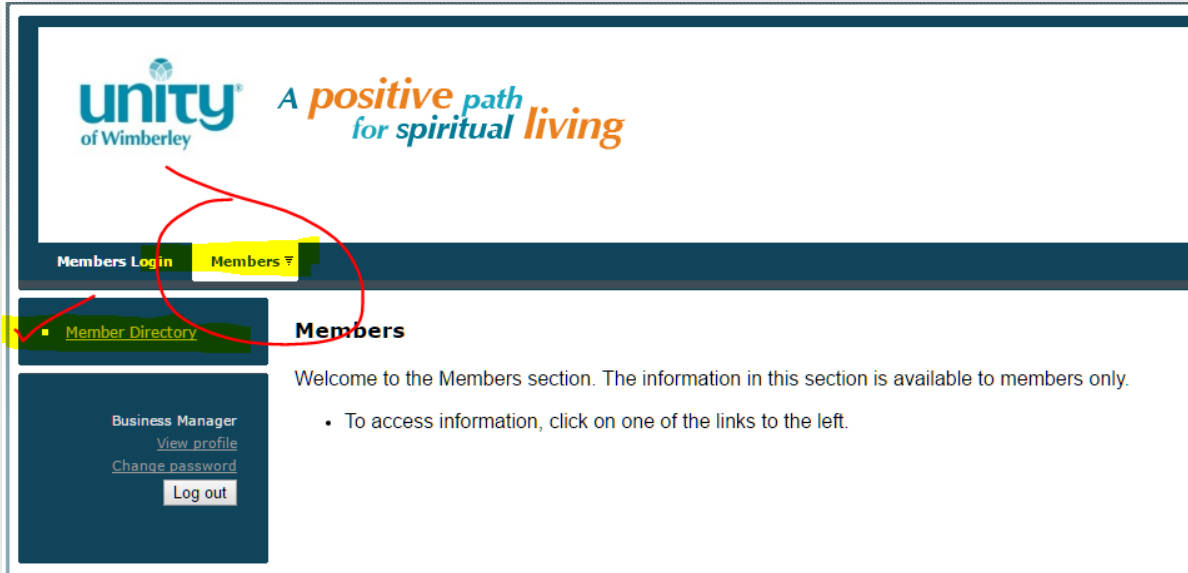 unity®
of Wimberley
A positive path
for spiritual living
Members Login Members
Member Directory
Members
Welcome to the Members section. The information in this section is available to members only.
• To access information, click on one of the links to the left.
Business Manager
View profile
Change password
Log out